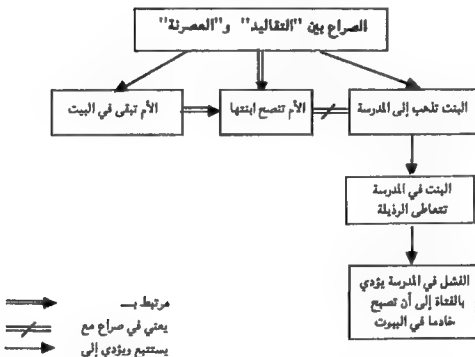 الصراع بين "التقاليد" و"العصرنة"
البنت تذهب إلى المدرسة
الأم تنصح ابنتها
الأم تبقى في البيت
البنت في المدرسة
تتعاطى الرذيلة
الفشل في المدرسة يؤدي
بالفتاة إلى أن تصبح
خادما في البيوت
مرتبط بـ
يعني في صراع مع
يستتبع ويؤدي إلى